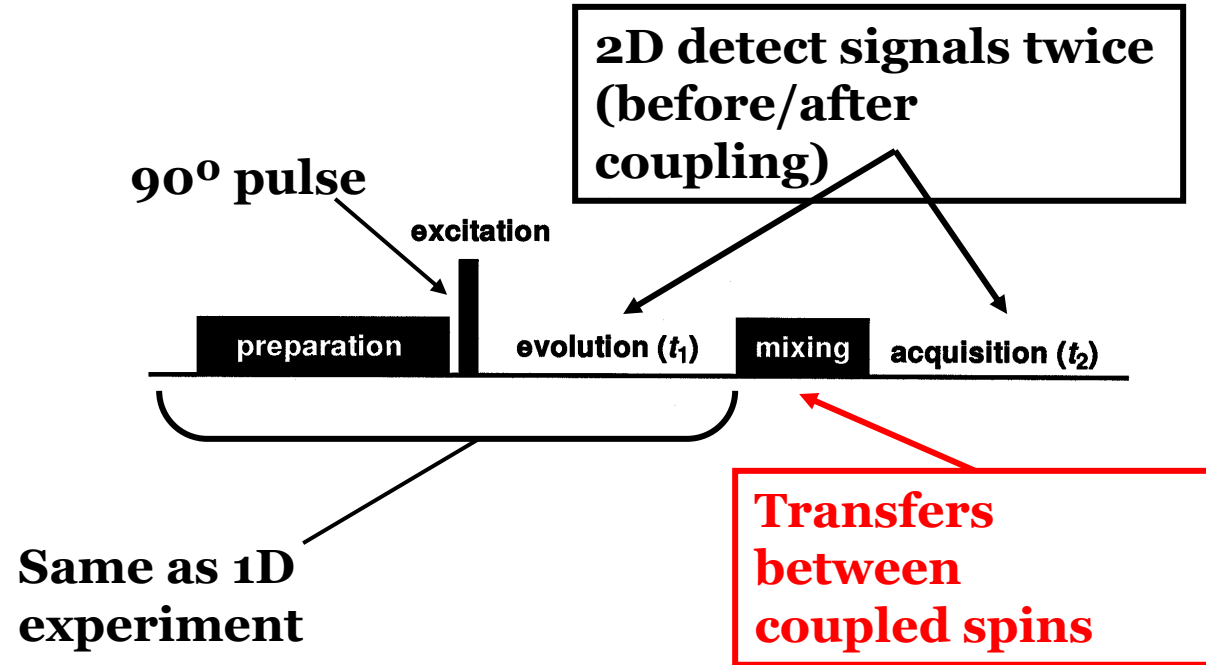 2D detect signals twice
(before/after
coupling)
90º pulse
excitation
preparation
evolution (t₁)
mixing
acquisition (t₂)
Same as 1D
experiment
Transfers
between
coupled spins